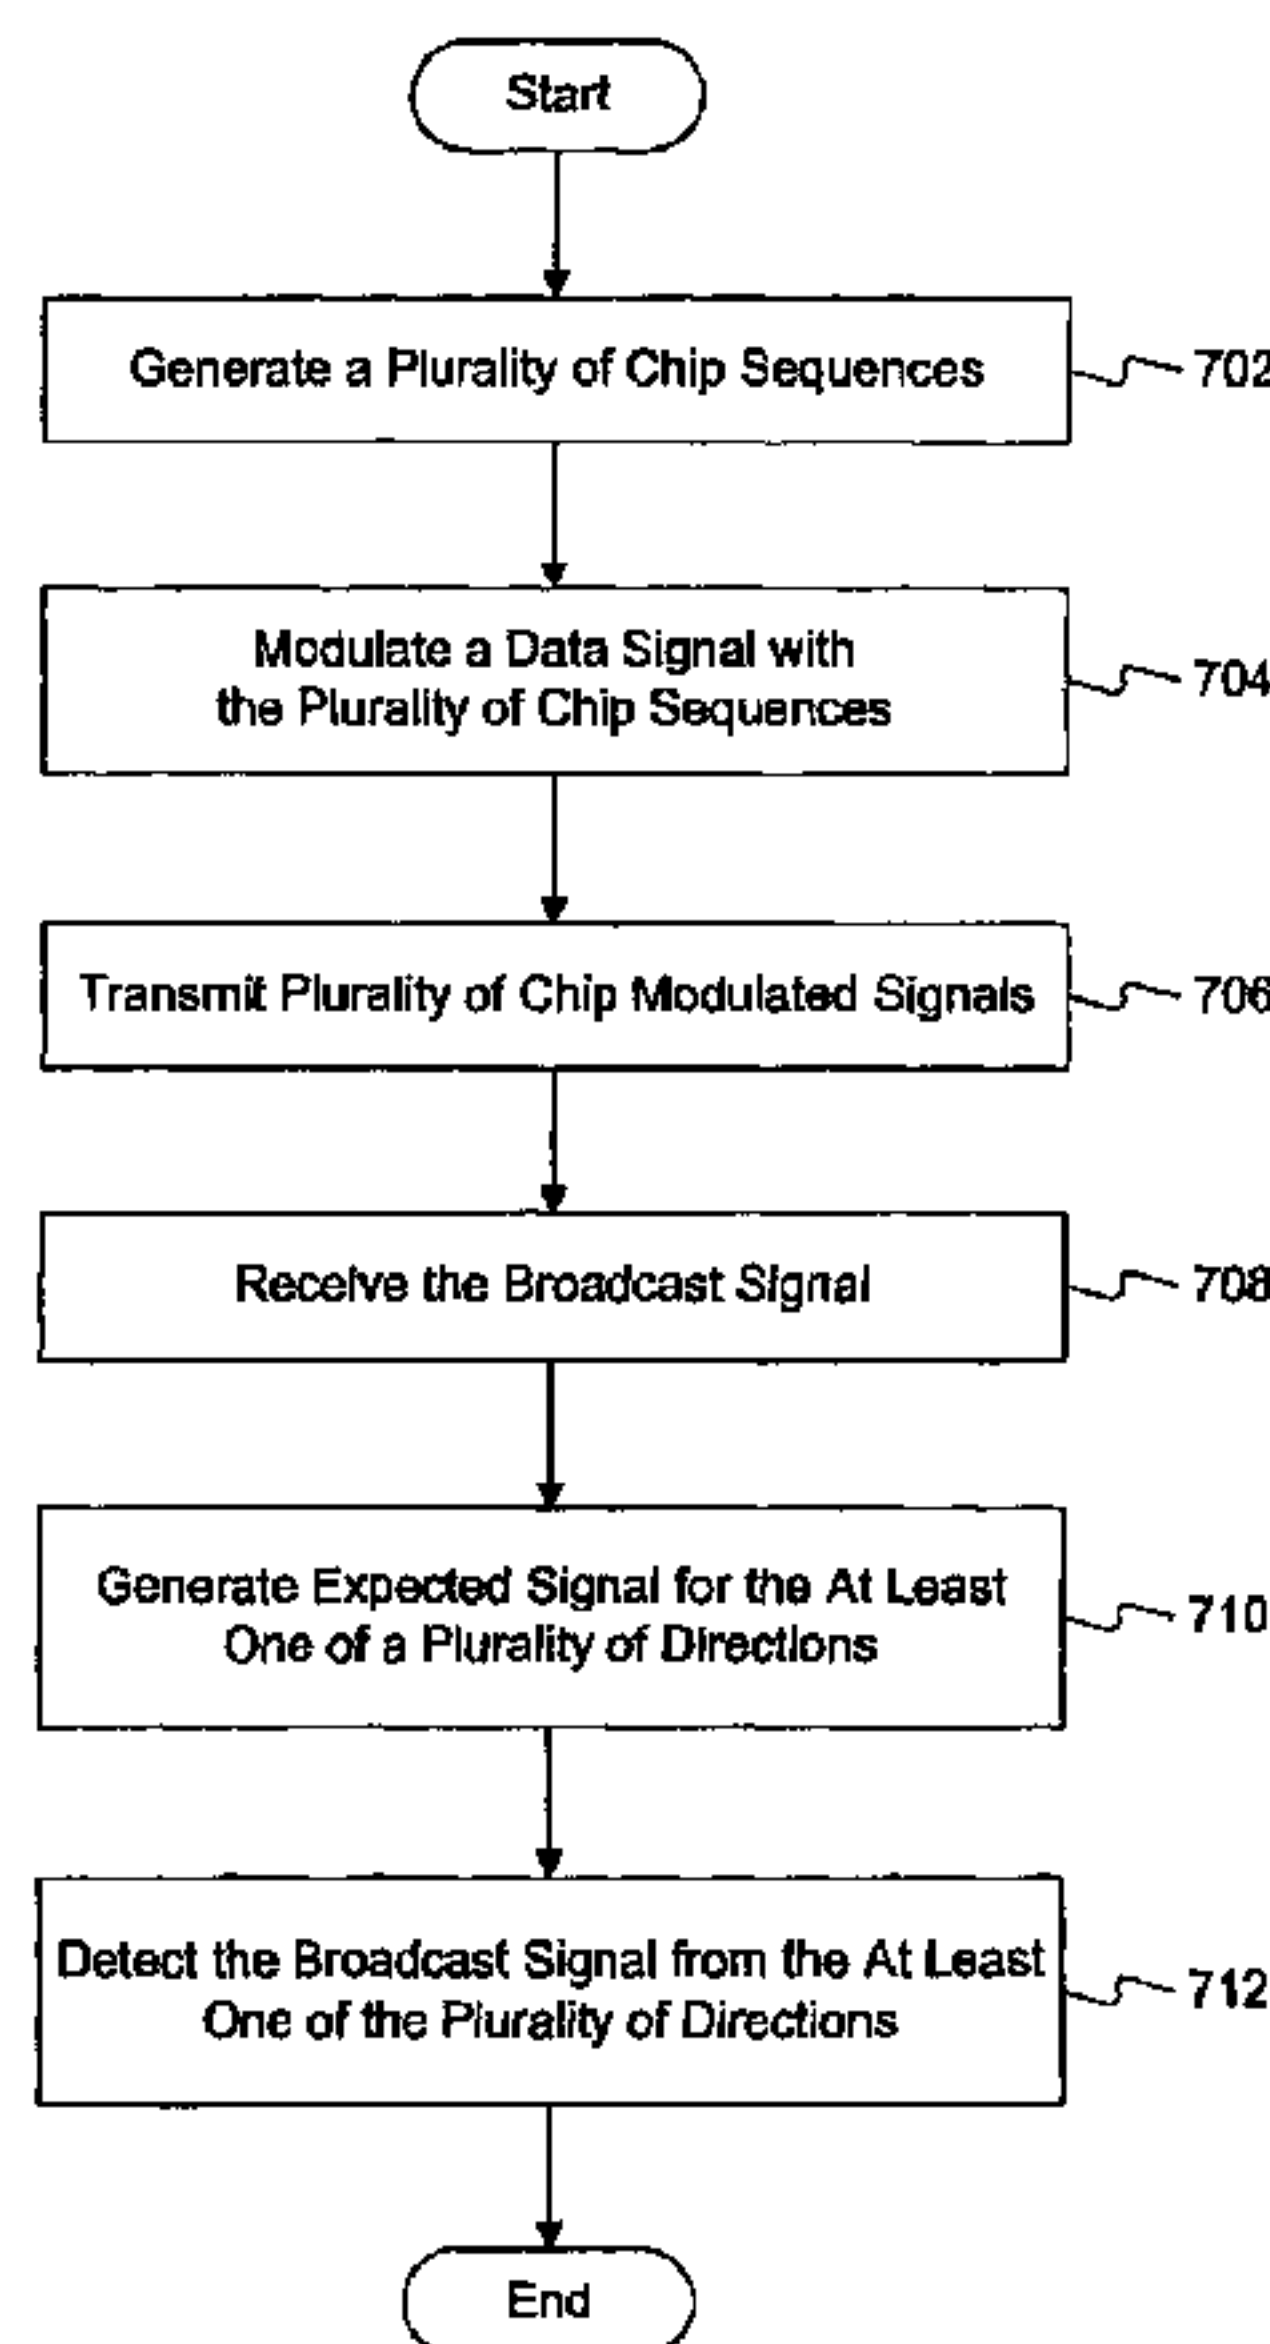 Start
Generate a Plurality of Chip Sequences
702
Modulate a Data Signal with
the Plurality of Chip Sequences
704
Transmit Plurality of Chip Modulated Signals
706
Receive the Broadcast Signal
708
Generate Expected Signal for the At Least
One of a Plurality of Directions
710
Detect the Broadcast Signal from the At Least
One of the Plurality of Directions
712
End